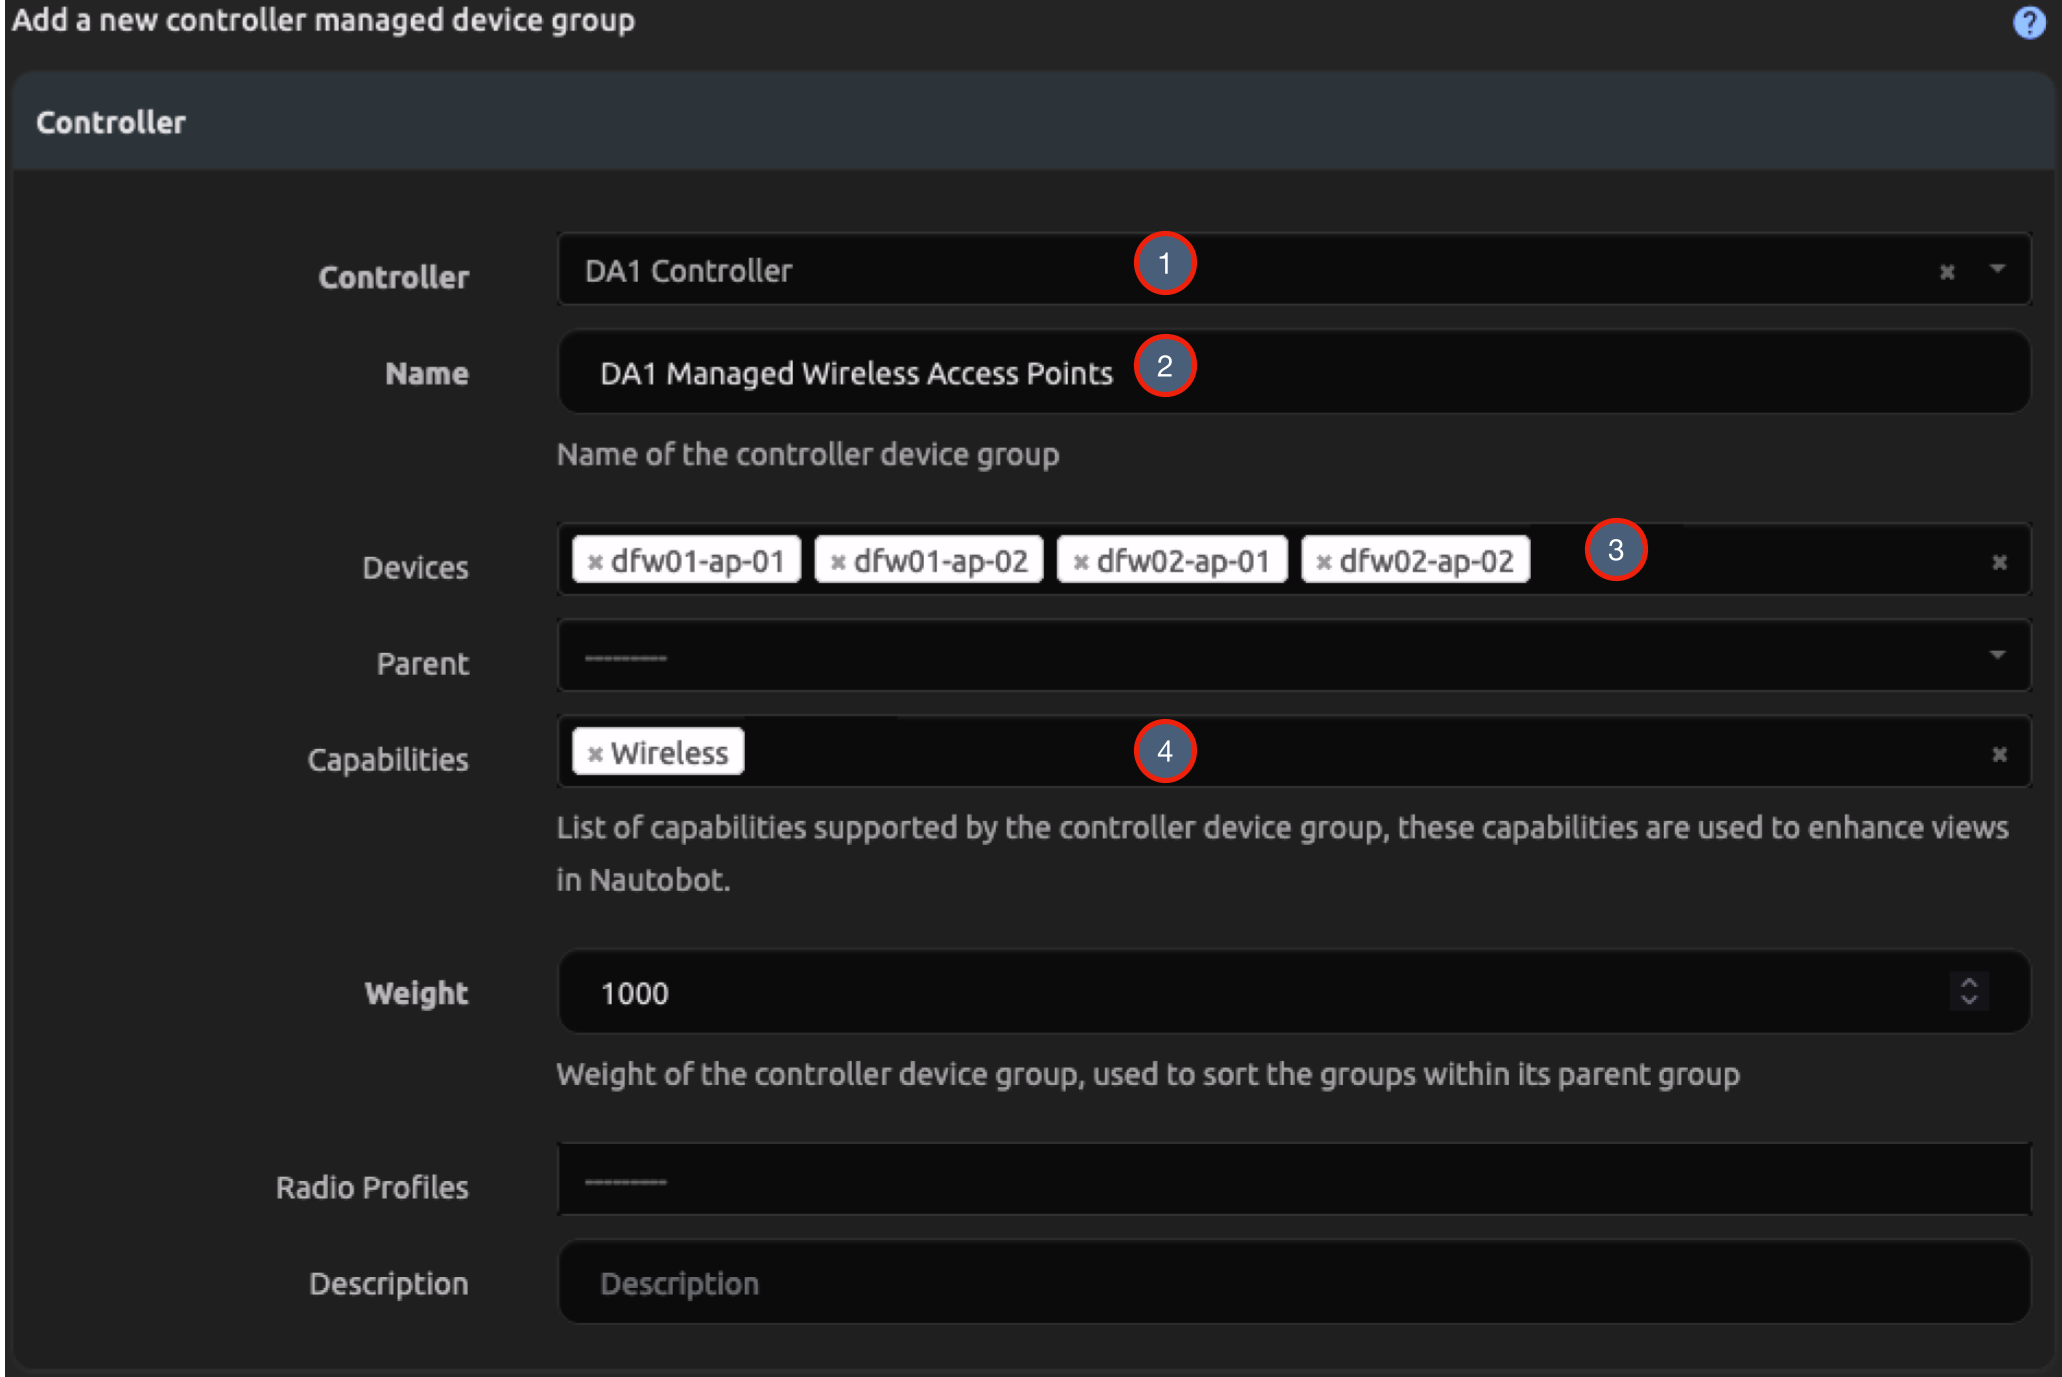 Add a new controller managed device group
?
Controller
Controller
DA1 Controller
1
Name
DA1 Managed Wireless Access Points
2
Name of the controller device group
Devices
× dfw01-ap-01 × dfw01-ap-02 × dfw02-ap-01 × dfw02-ap-02
3
Parent
---------
Capabilities
× Wireless
4
List of capabilities supported by the controller device group, these capabilities are used to enhance views
in Nautobot.
Weight
1000
Weight of the controller device group, used to sort the groups within its parent group
Radio Profiles
---------
Description
Description